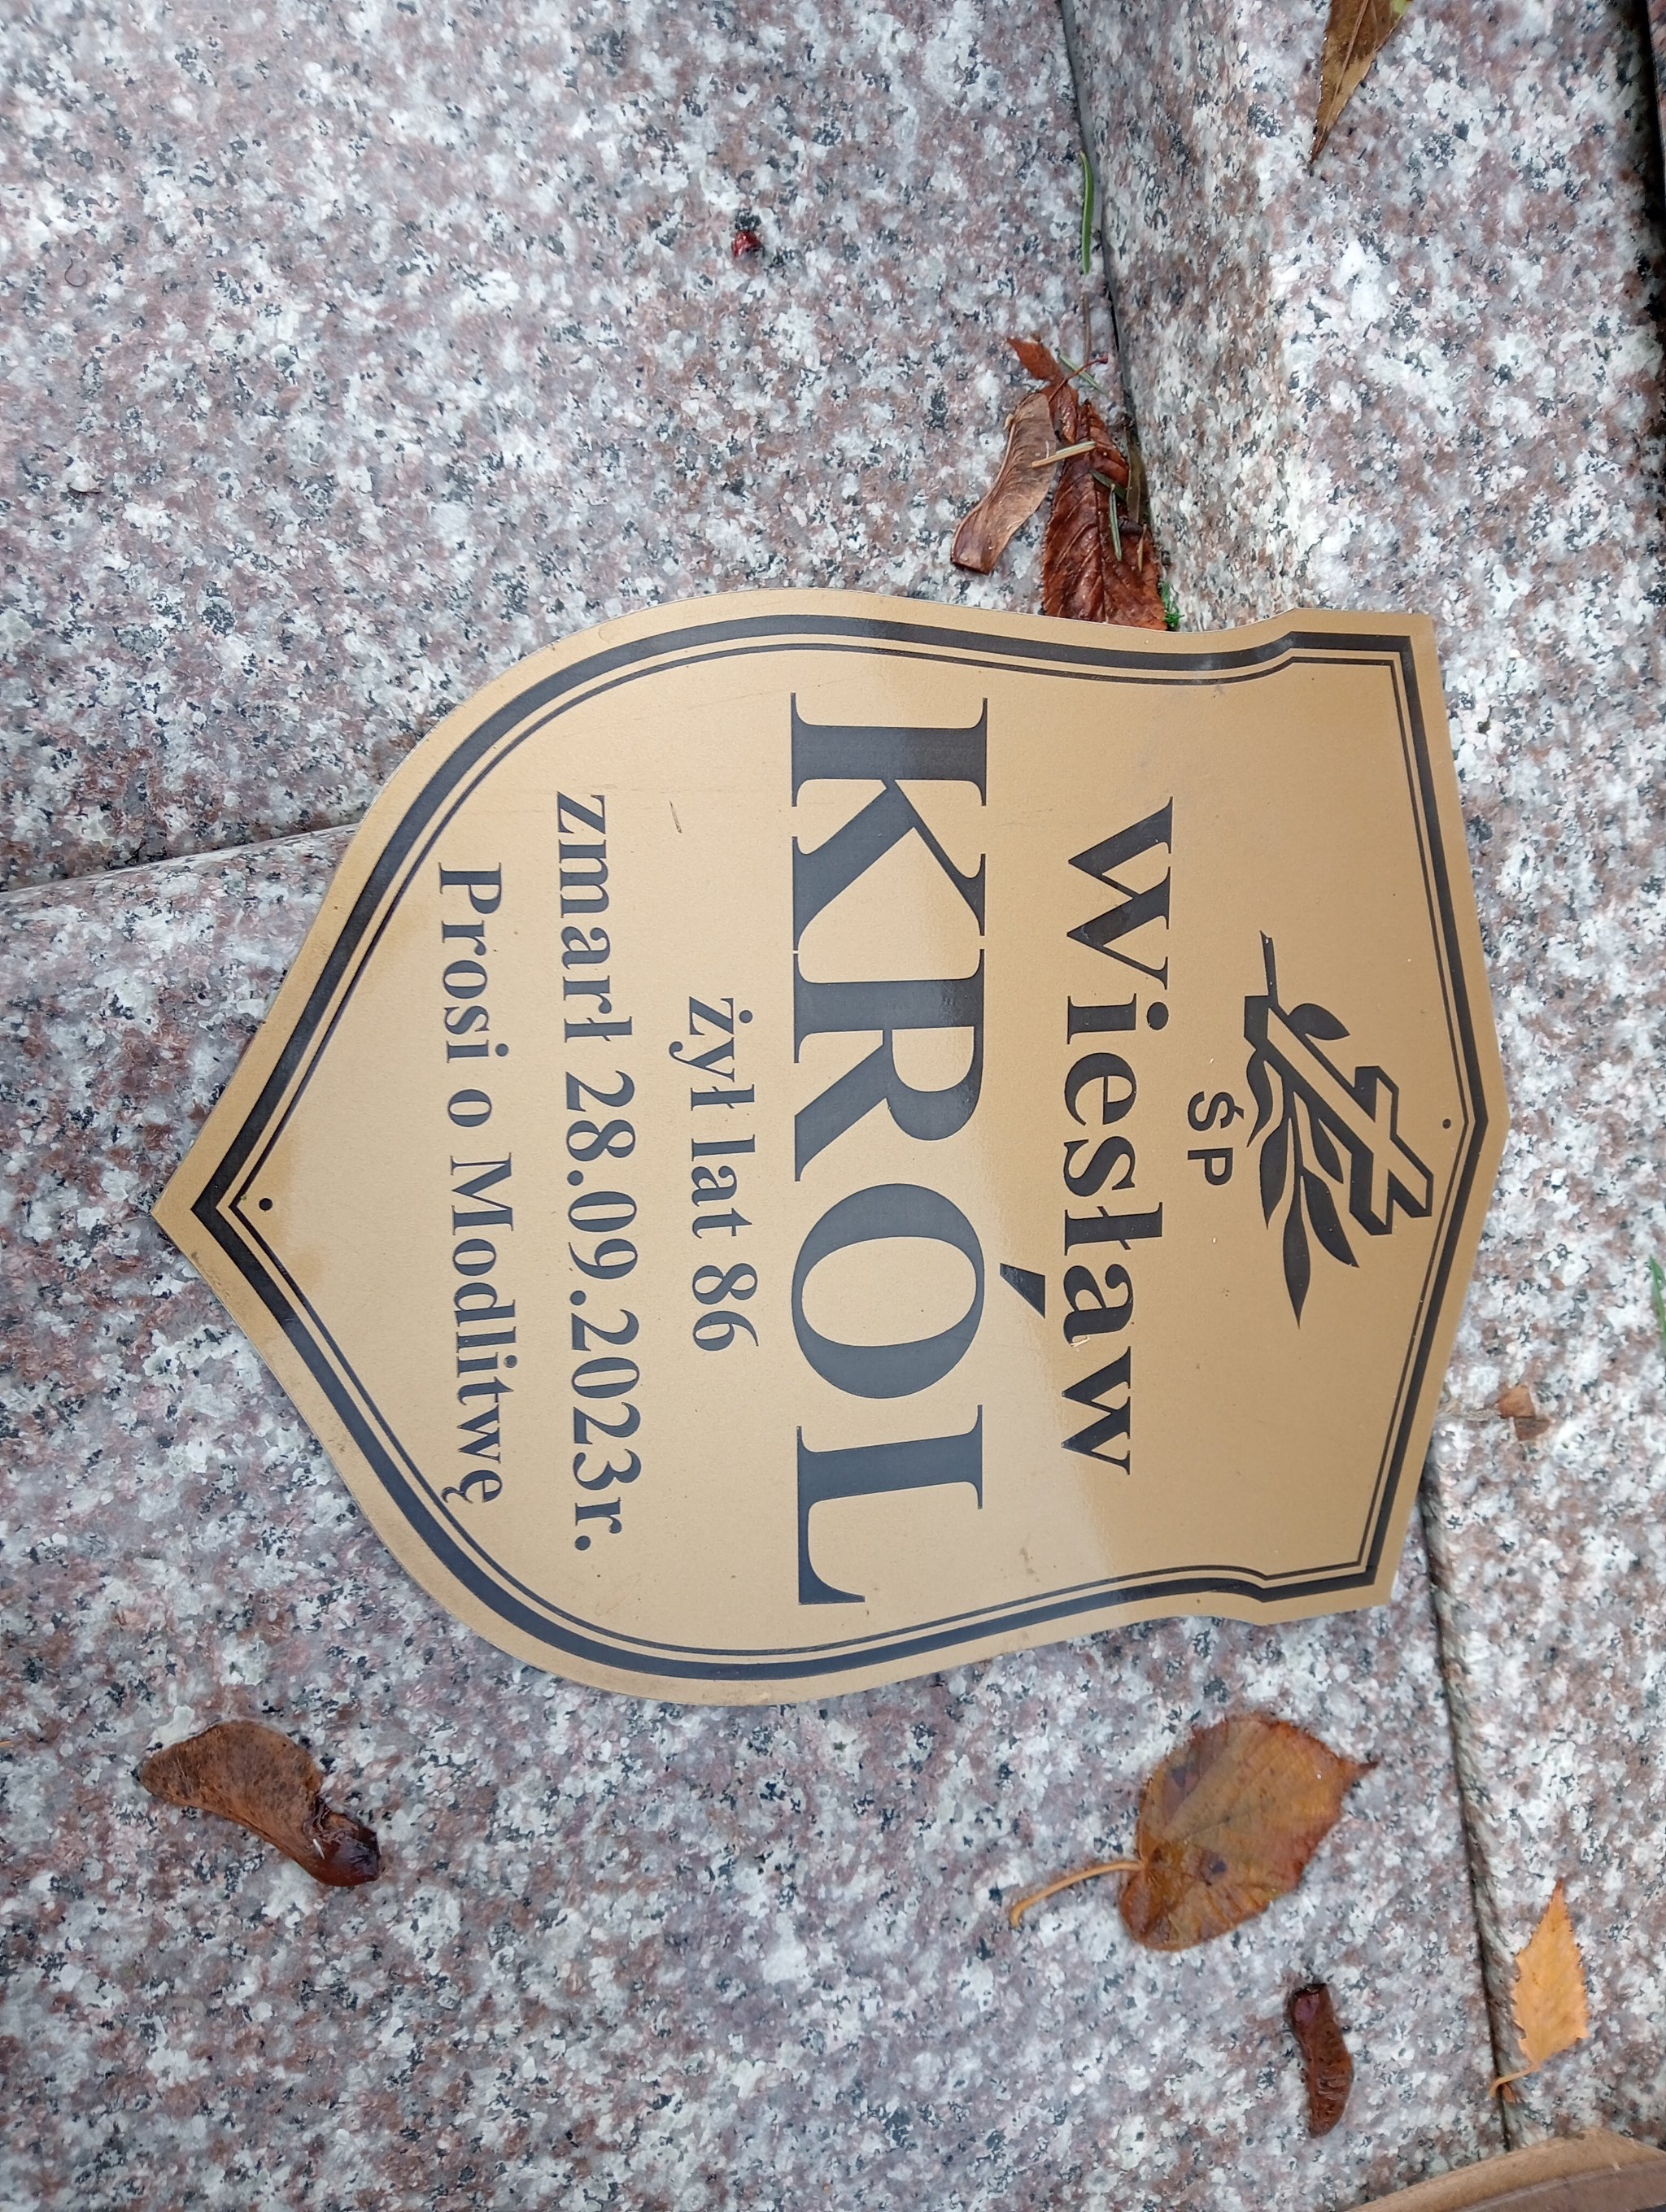 ŚP
Wiesław
KRÓL
żył lat 86
zmarł 28.09.2023r.
Prosi o Modlitwę